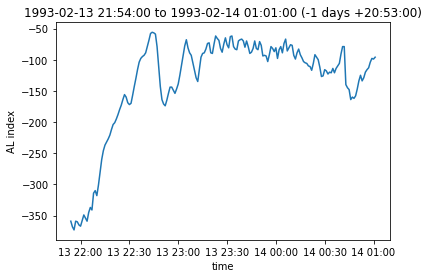 1993-02-13 21:54:00 to 1993-02-14 01:01:00 (-1 days +20:53:00)
−50
−100
−150
−200
−250
−300
−350
AL index
13 22:00 13 22:30 13 23:00 13 23:30 14 00:00 14 00:30 14 01:00
time